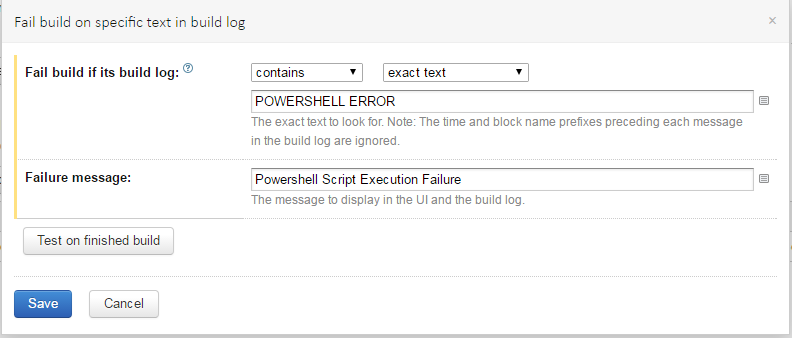 Fail build on specific text in build log ×
Fail build if its build log: ? contains exact text
POWERSHELL ERROR
The exact text to look for. Note: The time and block name prefixes preceding each message
in the build log are ignored.
Failure message: Powershell Script Execution Failure
The message to display in the UI and the build log.
Test on finished build
Save Cancel